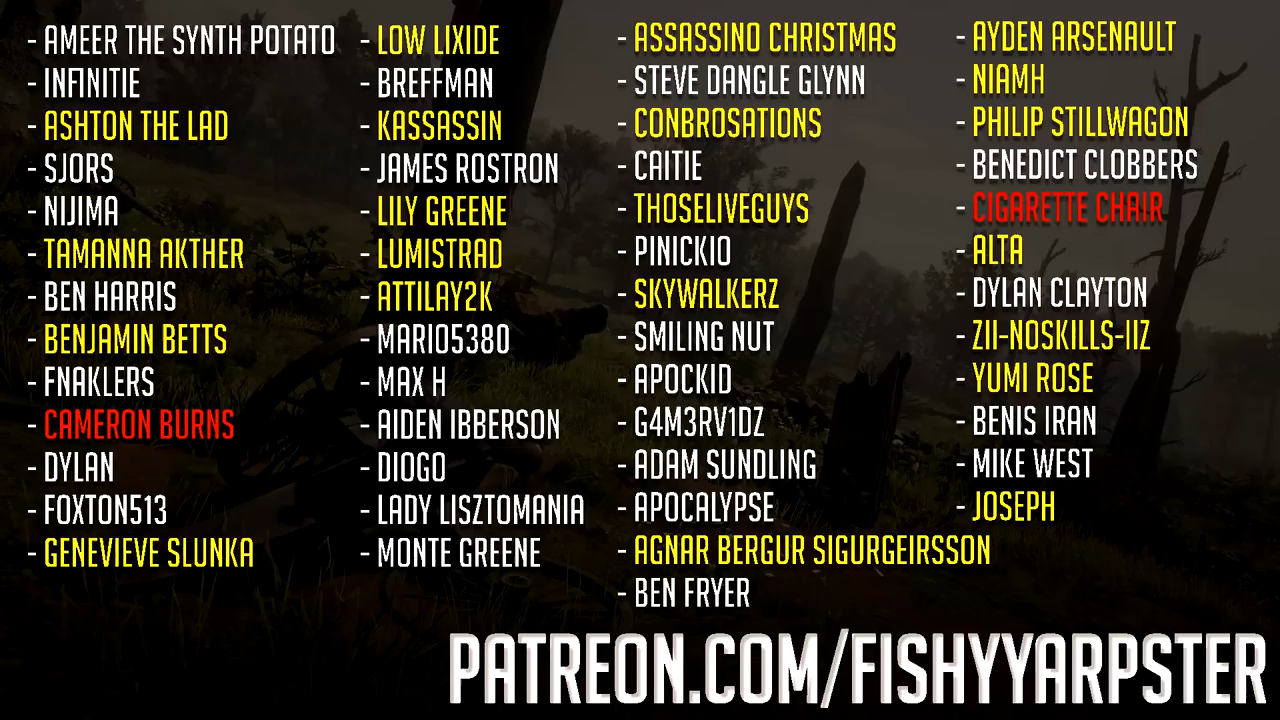 - AMEER THE SYNTH POTATO
- INFINITIE
- ASHTON THE LAD
- SJORS
- NIJIMA
- TAMANNA AKTHER
- BEN HARRIS
- BENJAMIN BETTS
- FNAKLERS
- CAMERON BURNS
- DYLAN
- FOXTON513
- GENEVIEVE SLUNKA
- LOW LIXIDE
- BREFFMAN
- KASSASSIN
- JAMES ROSTRON
- LILY GREENE
- LUMISTRAD
- ATTILAY2K
- MARIO5380
- MAX H
- AIDEN IBBERSON
- DIOGO
- LADY LISZTOMANIA
- MONTE GREENE
- ASSASSINO CHRISTMAS
- STEVE DANGLE GLYNN
- CONBROSATIONS
- CAITIE
- THOSELIVEGUYS
- PINICKIO
- SKYWALKERZ
- SMILING NUT
- APOCKID
- G4M3RV1DZ
- ADAM SUNDLING
- APOCALYPSE
- AGNAR BERGUR SIGURGEIRSSON
- BEN FRYER
- AYDEN ARSENAULT
- NIAMH
- PHILIP STILLWAGON
- BENEDICT CLOBBERS
- CIGARETTE CHAIR
- ALTA
- DYLAN CLAYTON
- ZII-NOSKILLS-IIZ
- YUMI ROSE
- BENIS IRAN
- MIKE WEST
- JOSEPH
PATREON.COM/FISHYYARPSTER